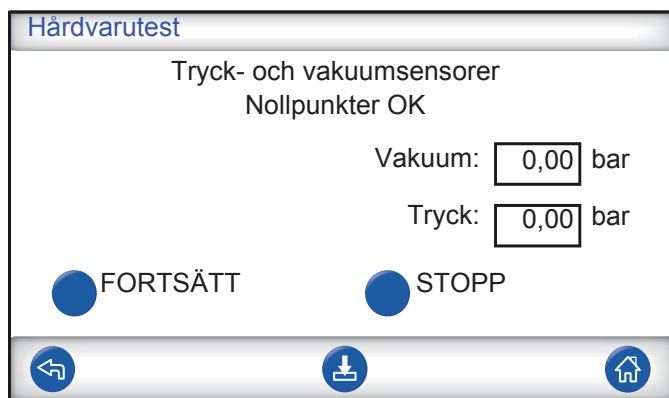 Hårdvarutest
Tryck- och vakuumsensorer
Nollpunkter OK
Vakuum: 0,00 bar
Tryck: 0,00 bar
FORTSÄTT STOPP